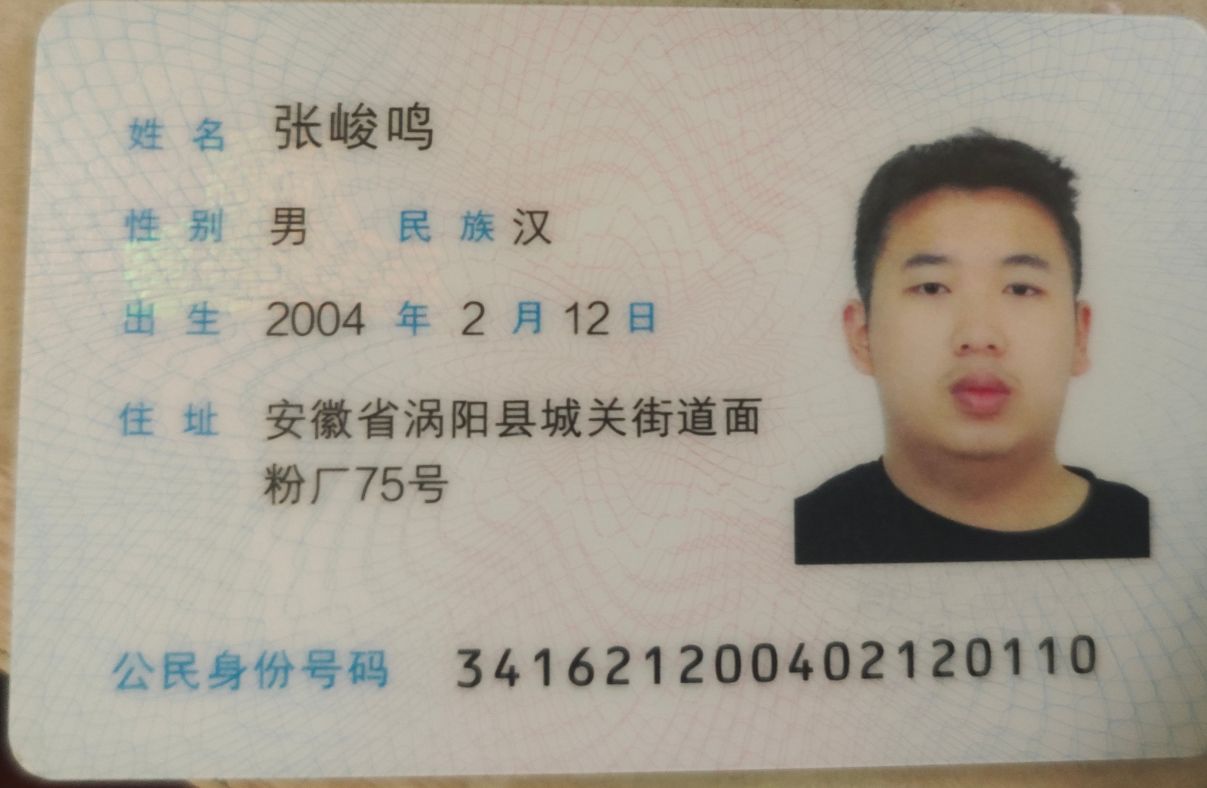 姓名 张峻鸣
性别 男 民族 汉
出生 2004 年 2 月 12 日
住址 安徽省涡阳县城关街道面
粉厂75号
公民身份号码 341621200402120110